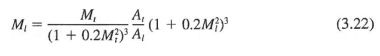 M_l = \frac{M_t}{(1 + 0.2M_t^2)^3} \frac{A_t}{A_l} (1 + 0.2M_l^2)^3 (3.22)